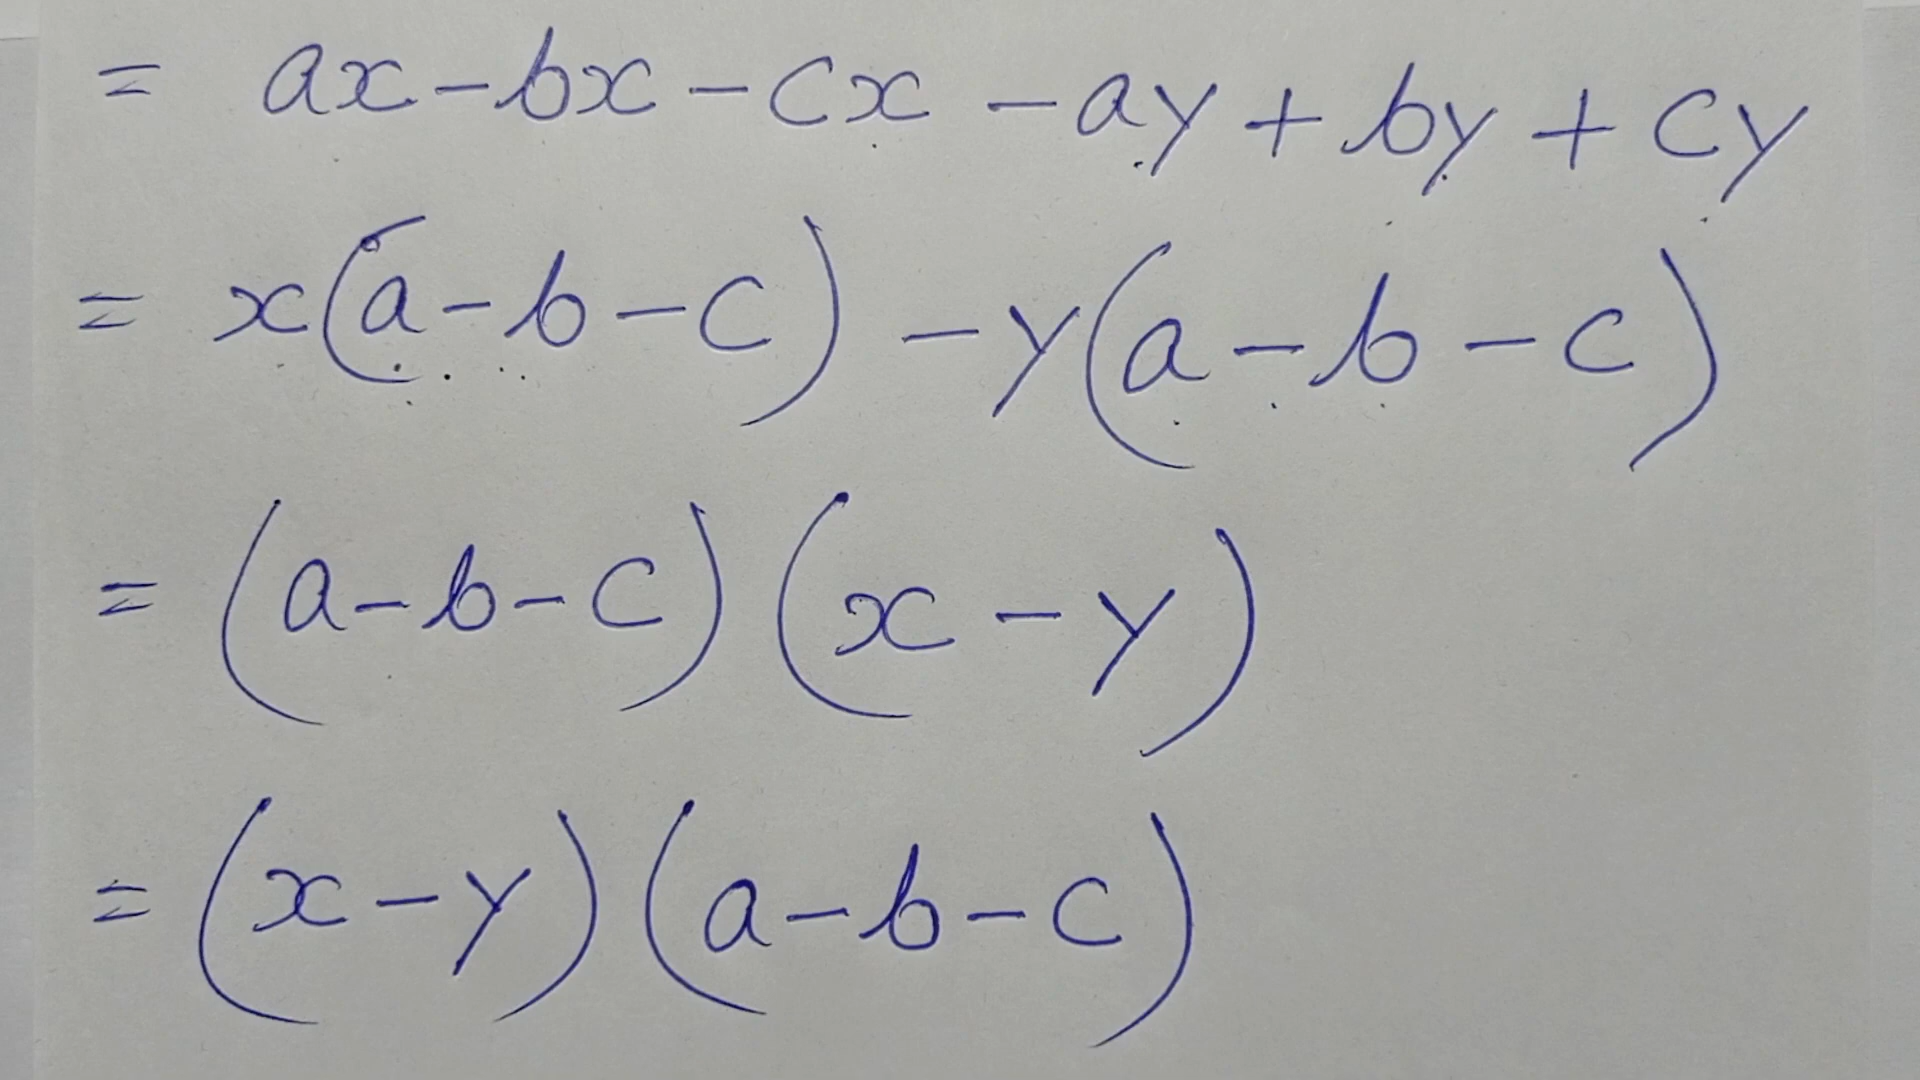 = ax - bx - cx - ay + by + cy
= x(a - b - c) - y(a - b - c)
= (a - b - c)(x - y)
= (x - y)(a - b - c)